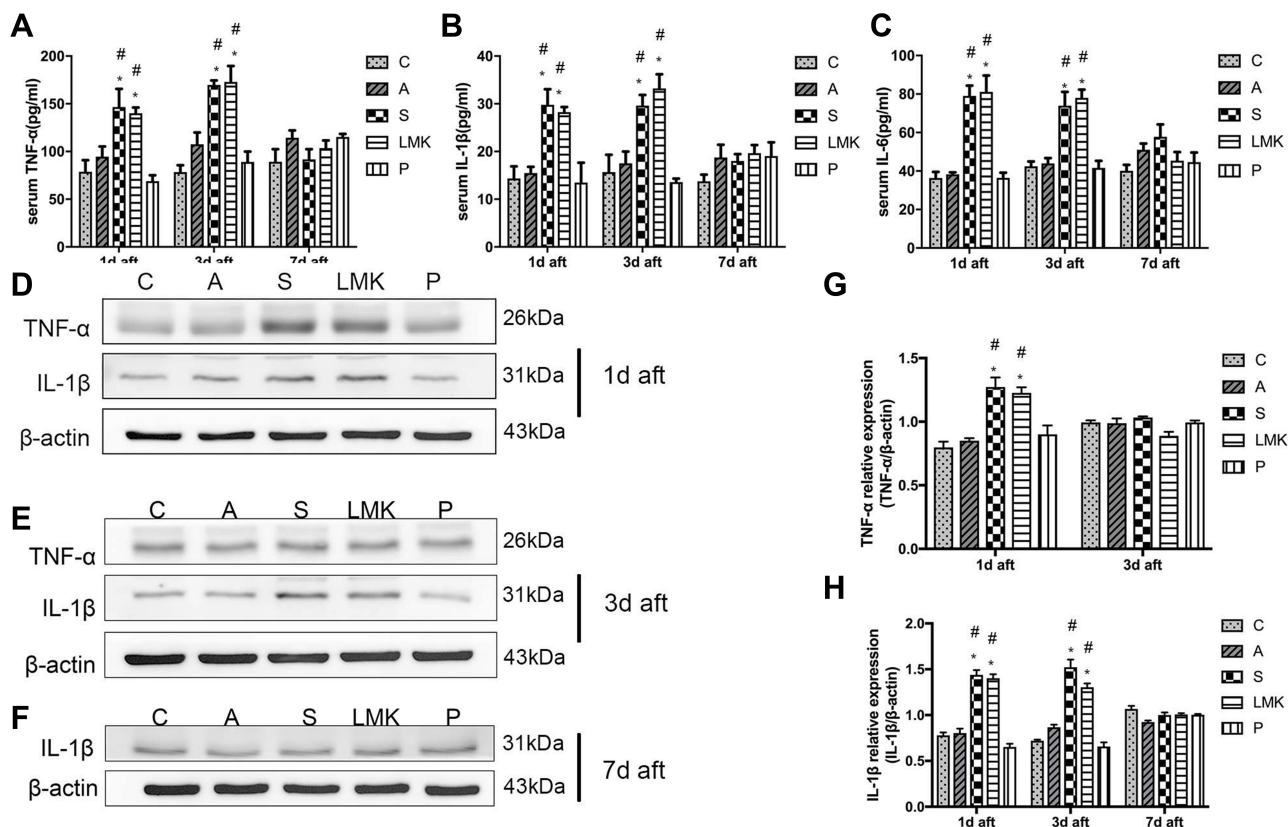 A
serum TNF-α(pg/ml)
200
150
100
50
0
# # # #
* * * *
1d aft 3d aft 7d aft
C
A
S
LMK
P
B
serum IL-1β(pg/ml)
40
30
20
10
0
# # # #
* * * *
1d aft 3d aft 7d aft
C
A
S
LMK
P
C
serum IL-6(pg/ml)
100
80
60
40
20
0
# # # #
* * * *
1d aft 3d aft 7d aft
C
A
S
LMK
P
D
C A S LMK P
TNF-α 26kDa
IL-1β 31kDa
β-actin 43kDa
1d aft
E
C A S LMK P
TNF-α 26kDa
IL-1β 31kDa
β-actin 43kDa
3d aft
F
C A S LMK P
IL-1β 31kDa
β-actin 43kDa
7d aft
G
TNF-α relative expression
(TNF-α/β-actin)
1.5
1.0
0.5
0.0
# #
* *
1d aft 3d aft
C
A
S
LMK
P
H
IL-1β relative expression
(IL-1β/β-actin)
2.0
1.5
1.0
0.5
0.0
# # # #
* * * *
1d aft 3d aft 7d aft
C
A
S
LMK
P